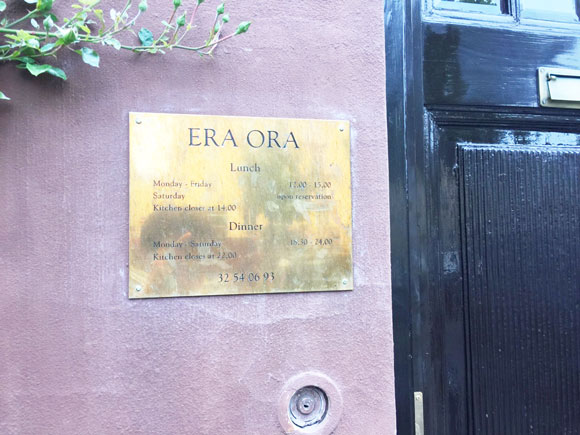 ERA ORA
Lunch
Monday - Friday 12.00 - 15.00
Saturday upon reservation
Kitchen closes at 14.00
Dinner
Monday - Saturday 18:30 - 24.00
Kitchen closes at 22.00
32 54 06 93